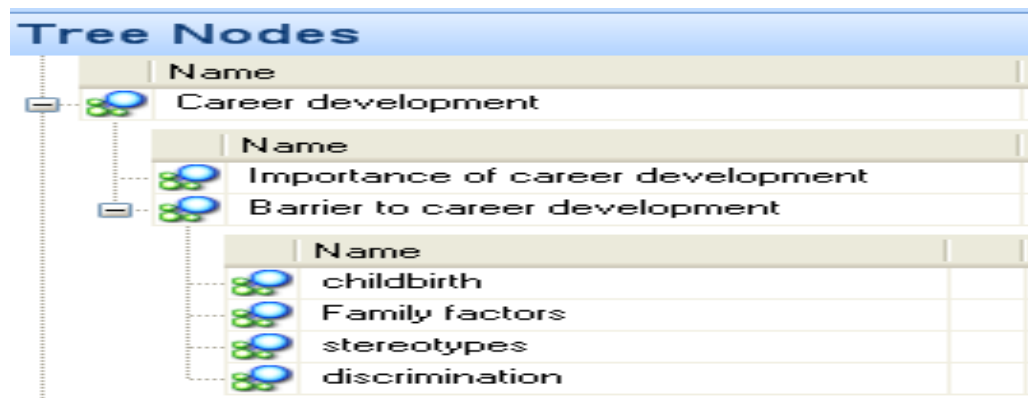 Tree Nodes
Name
Career development
Name
Importance of career development
Barrier to career development
Name
childbirth
Family factors
stereotypes
discrimination